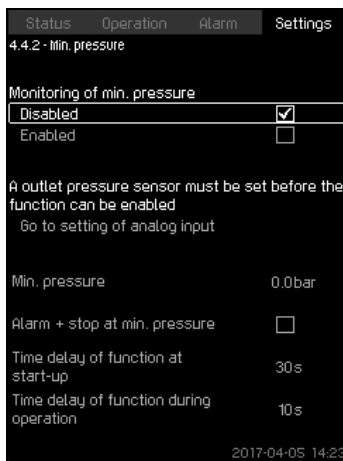 Status Operation Alarm Settings
4.4.2 - Min. pressure
Monitoring of min. pressure
Disabled
Enabled
A outlet pressure sensor must be set before the
function can be enabled
Go to setting of analog input
Min. pressure 0.0bar
Alarm + stop at min. pressure
Time delay of function at
start-up 30s
Time delay of function during
operation 10s
2017-04-05 14:23